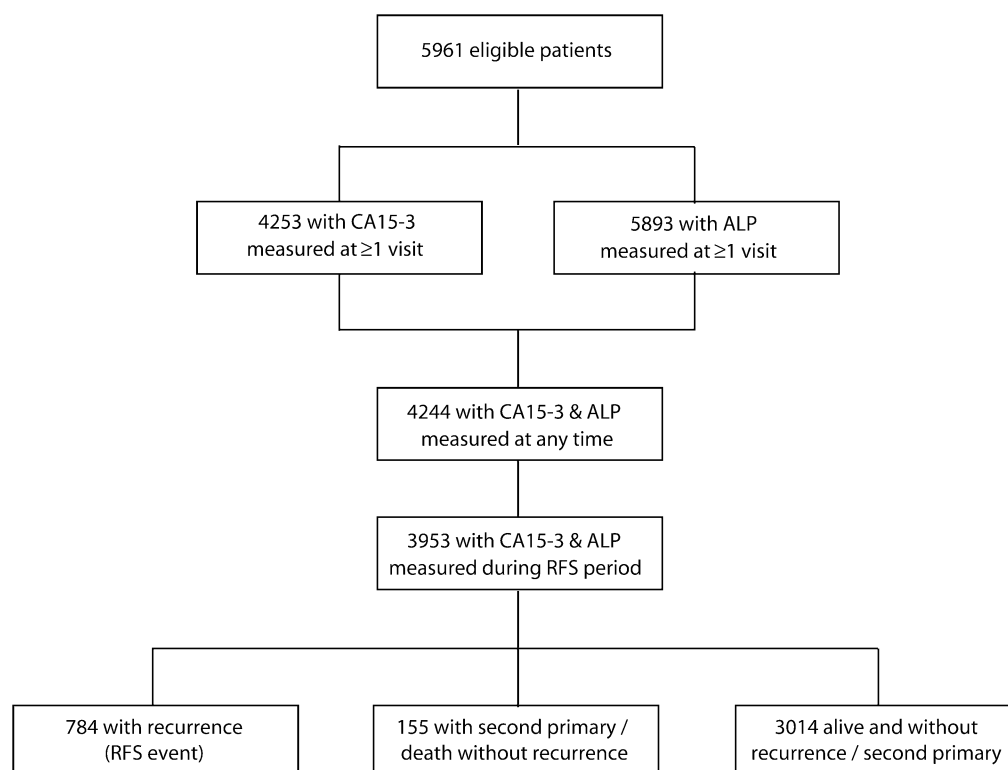 5961 eligible patients
4253 with CA15-3
measured at ≥1 visit
5893 with ALP
measured at ≥1 visit
4244 with CA15-3 & ALP
measured at any time
3953 with CA15-3 & ALP
measured during RFS period
784 with recurrence
(RFS event)
155 with second primary /
death without recurrence
3014 alive and without
recurrence / second primary